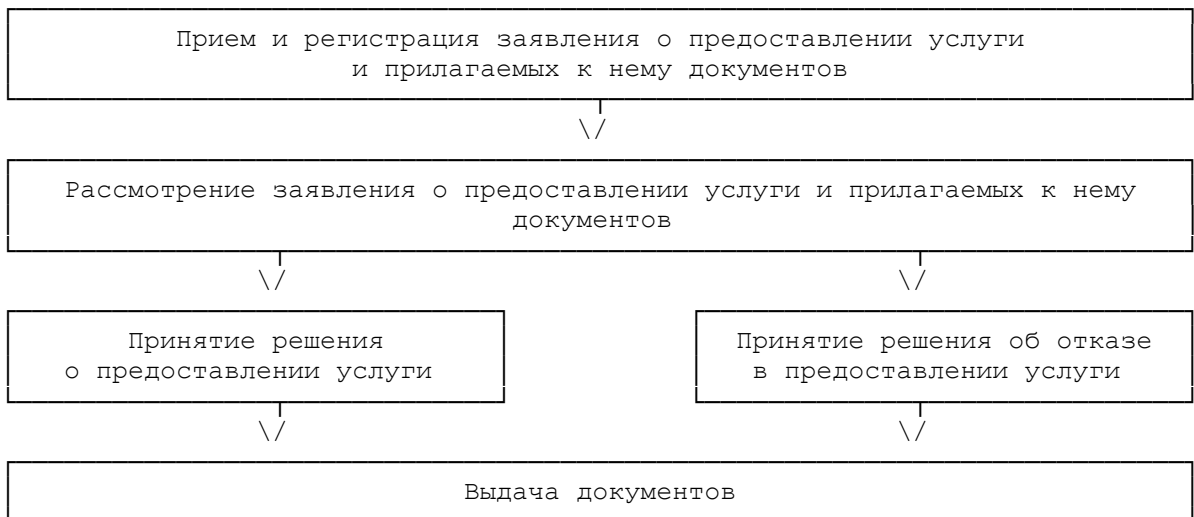 Прием и регистрация заявления о предоставлении услуги
и прилагаемых к нему документов
Рассмотрение заявления о предоставлении услуги и прилагаемых к нему
документов
Принятие решения
о предоставлении услуги
Принятие решения об отказе
в предоставлении услуги
Выдача документов